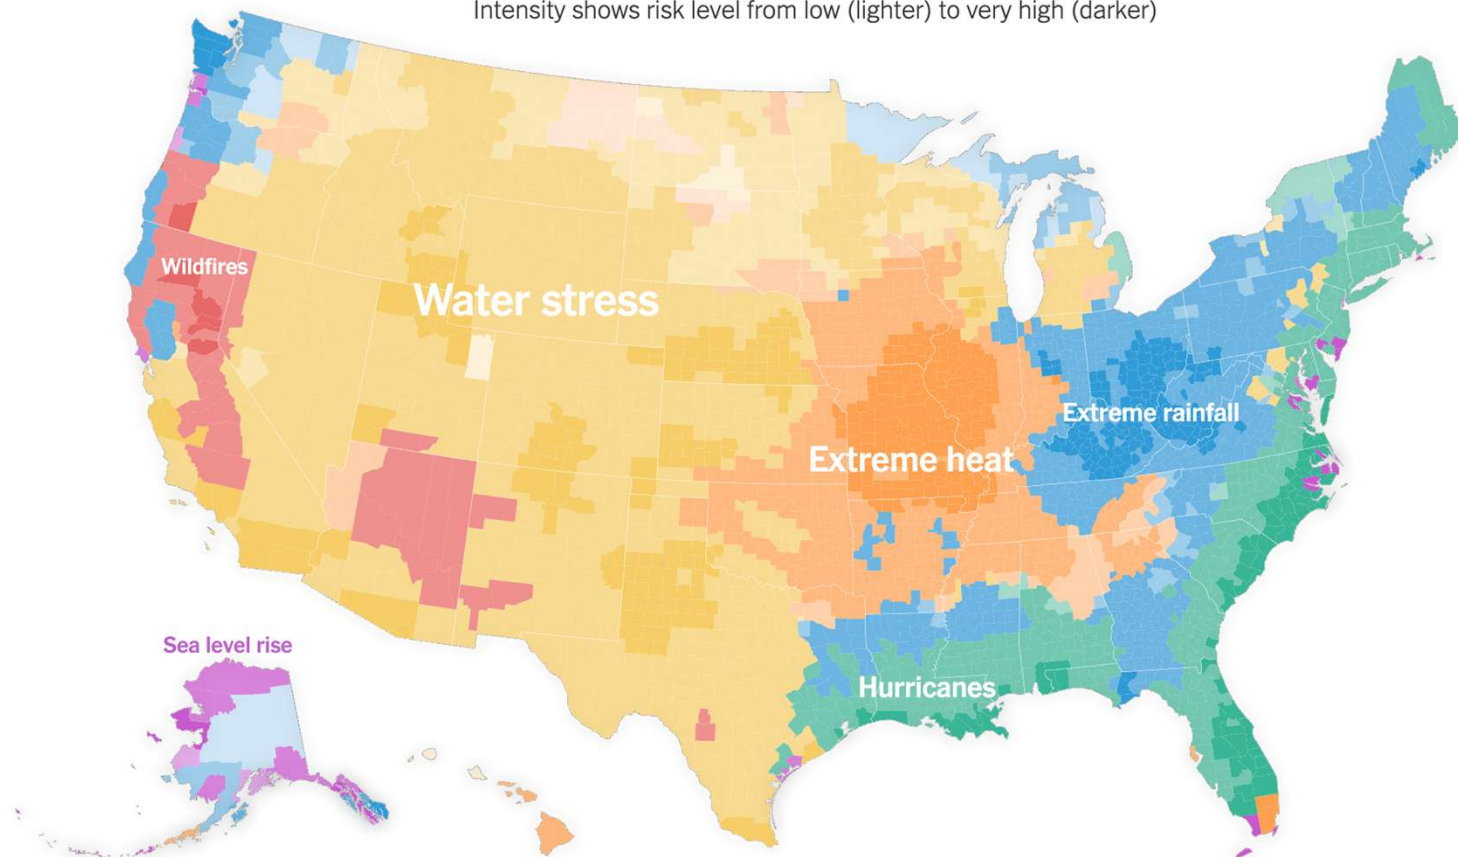 Intensity shows risk level from low (lighter) to very high (darker)
Wildfires
Water stress
Extreme rainfall
Extreme heat
Sea level rise
Hurricanes